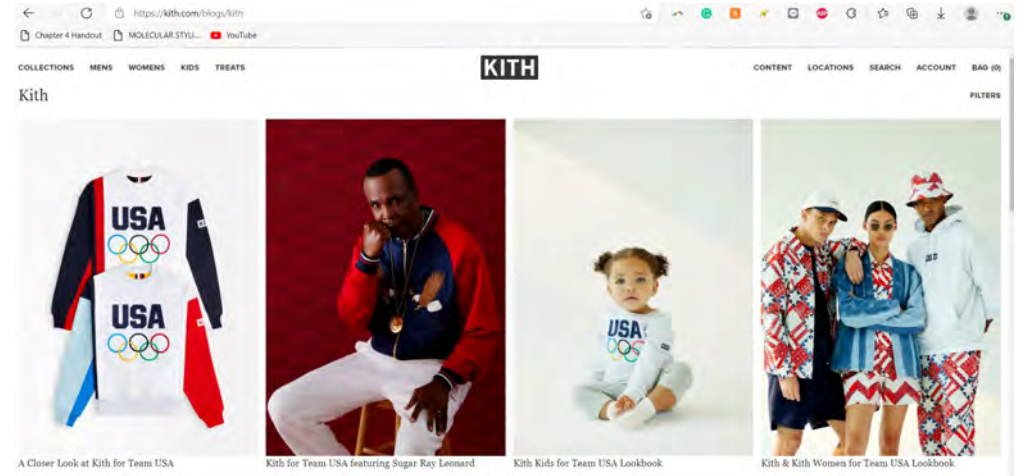 https://kith.com/blogs/kith
Chapter 4 Handout MOLECULAR STYLI... YouTube
COLLECTIONS MENS WOMENS KIDS TREATS KITH CONTENT LOCATIONS SEARCH ACCOUNT BAG (0)
Kith FILTERS
USA
USA
USA
A Closer Look at Kith for Team USA Kith for Team USA featuring Sugar Ray Leonard Kith Kids for Team USA Lookbook Kith & Kith Women for Team USA Lookbook